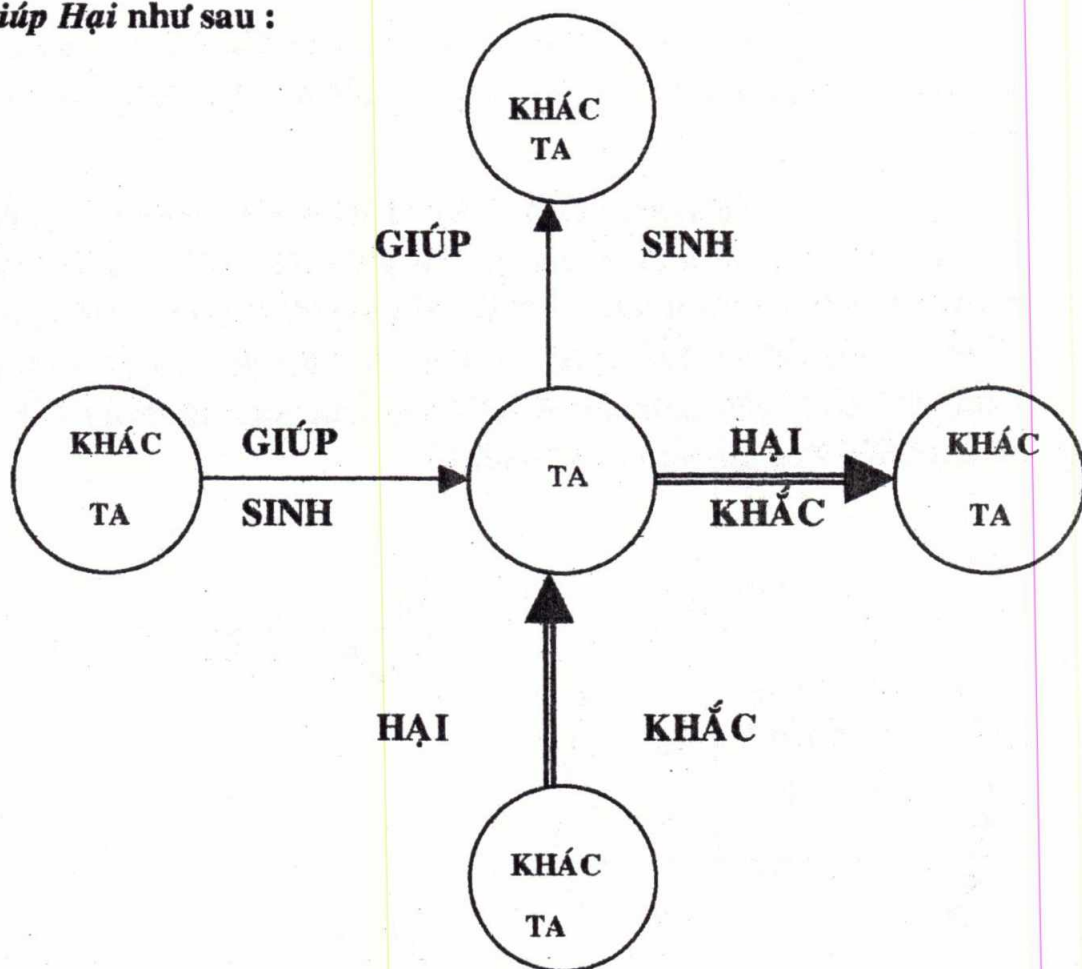 iúp Hại như sau :
KHÁC
TA
GIÚP SINH
KHÁC
TA
GIÚP
SINH
TA
HẠI
KHẮC
KHÁC
TA
HẠI KHẮC
KHÁC
TA